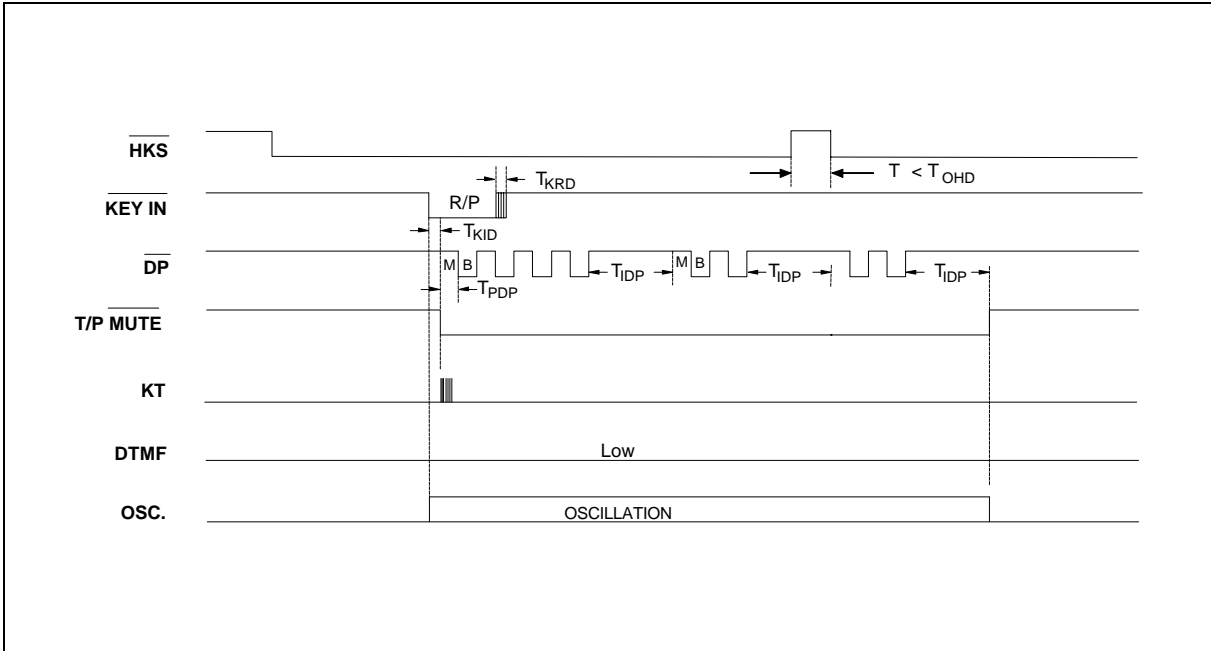 HKS
T < TOHD
TKRD
KEY IN
R/P
TKID
DP
M B
TIDP
M B
TIDP
TIDP
TPDP
T/P MUTE
KT
DTMF
Low
OSC.
OSCILLATION